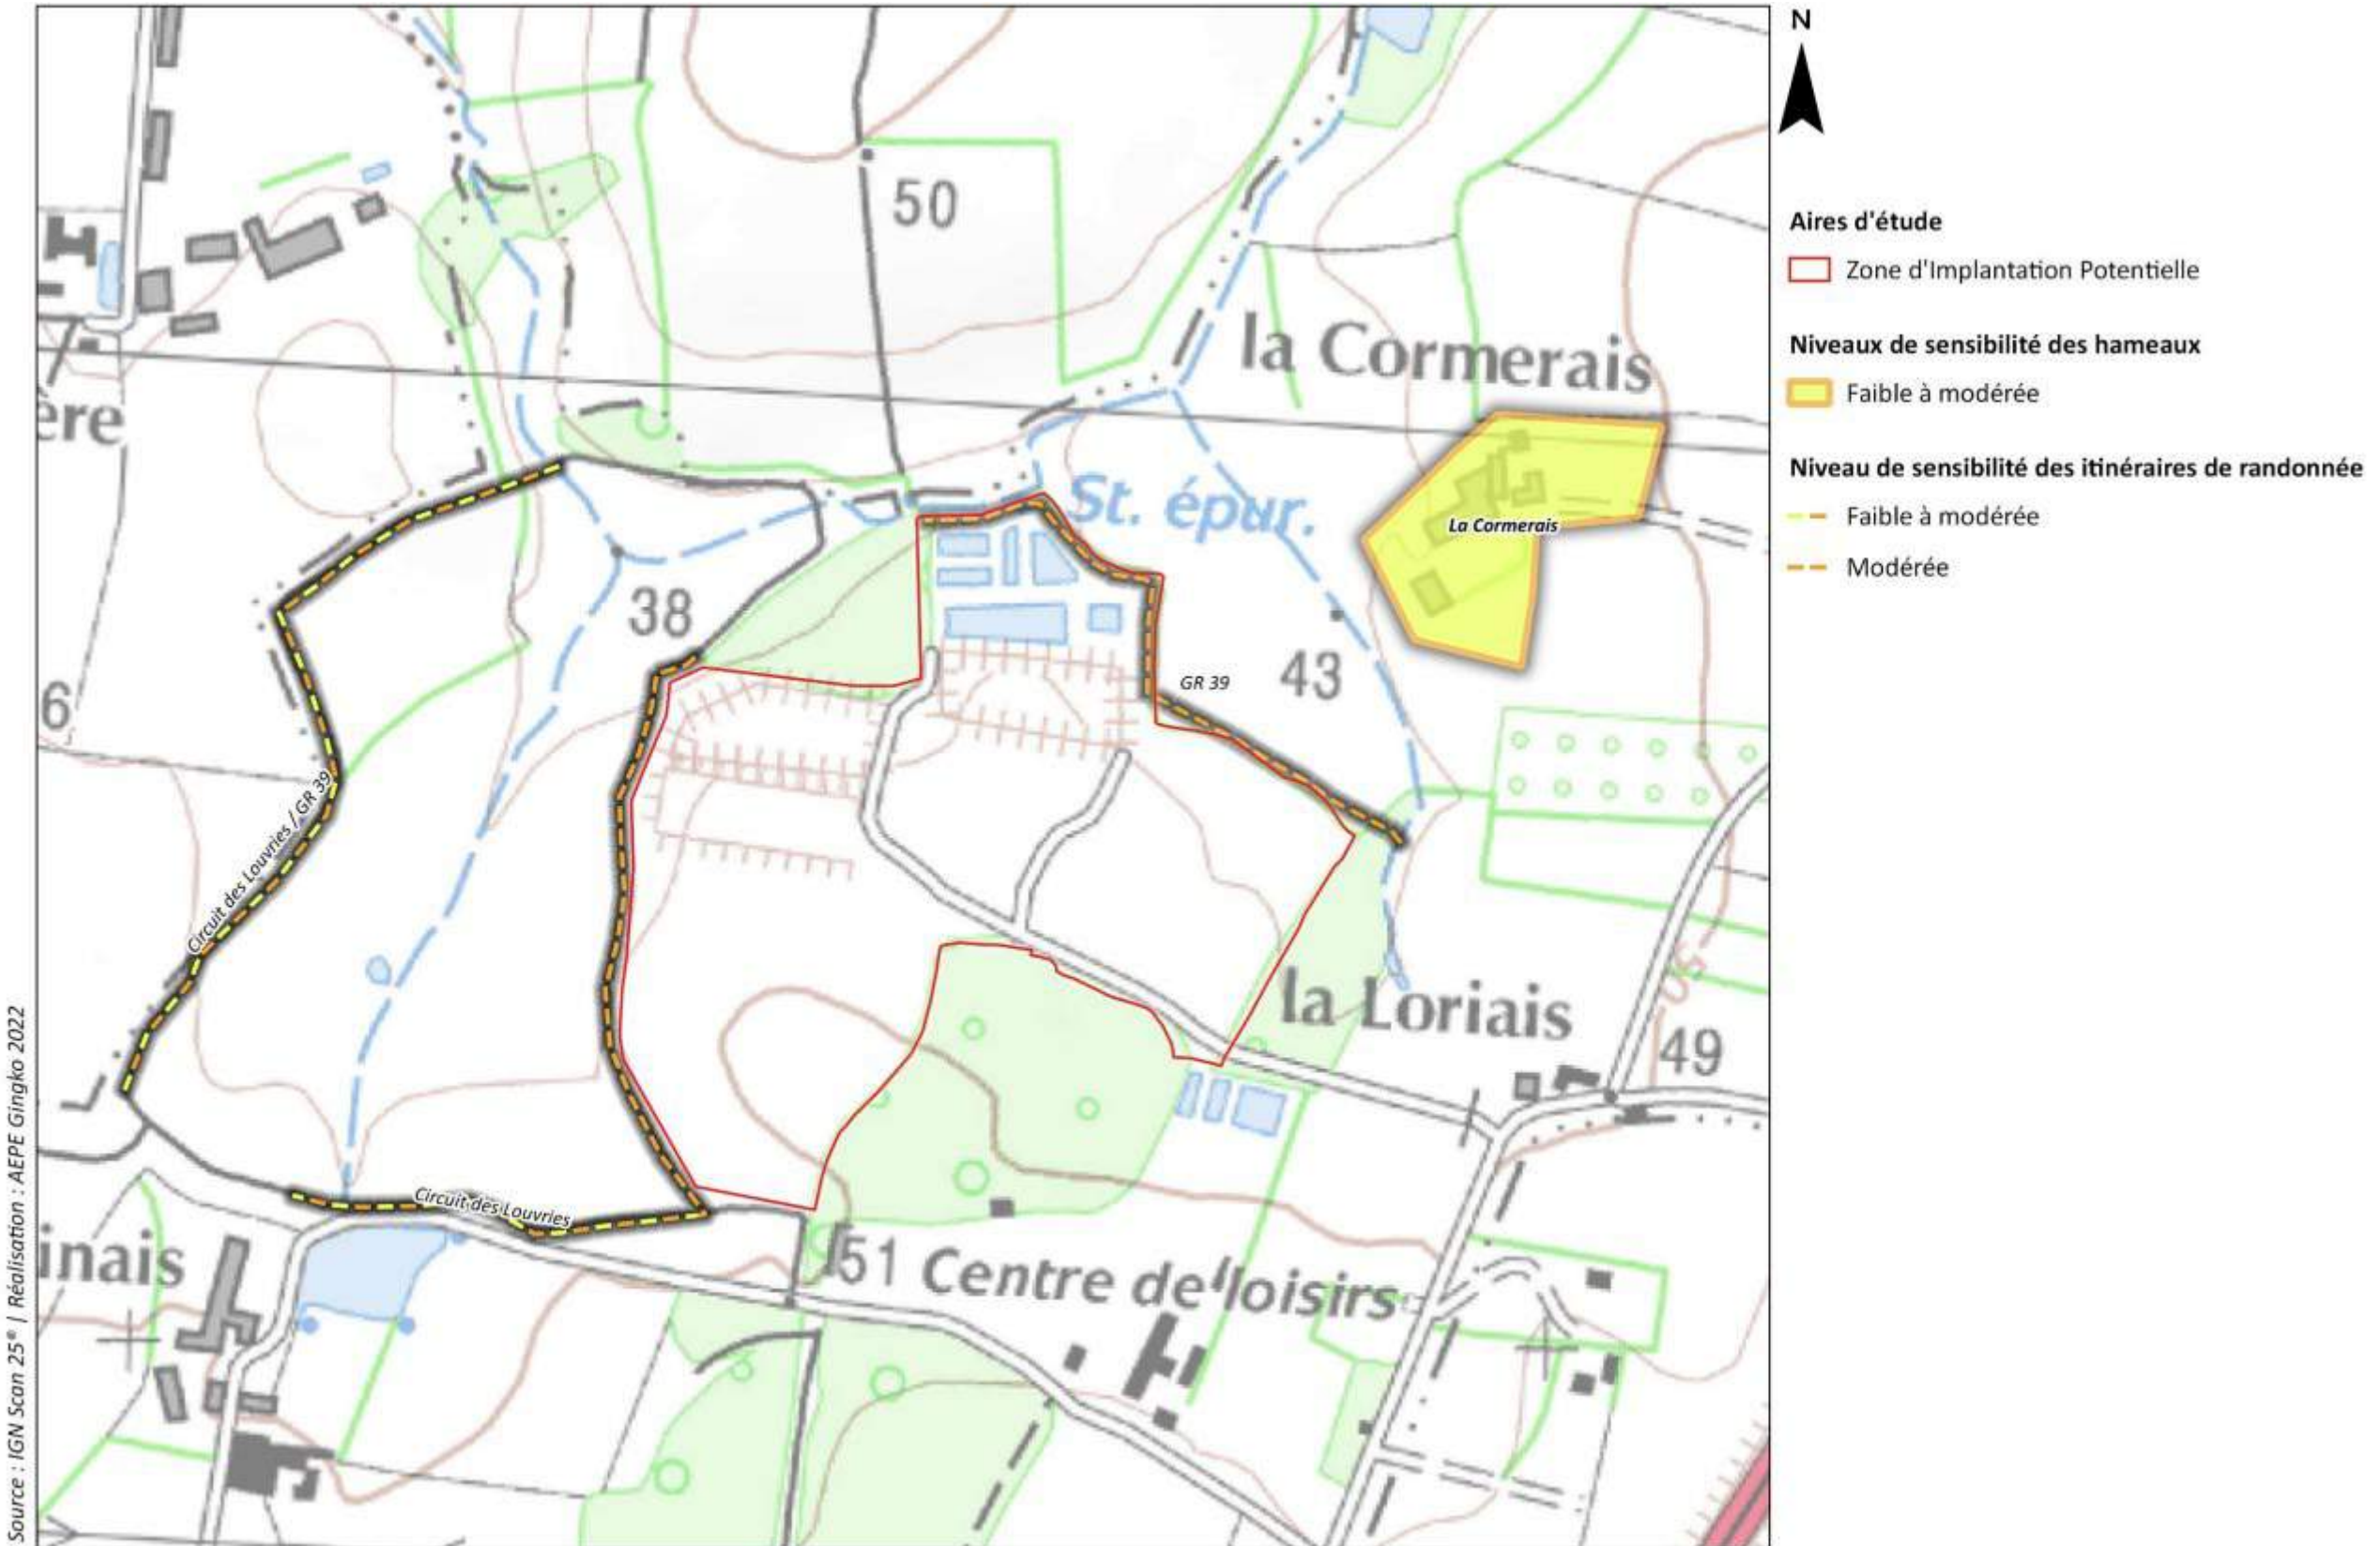 N
Aires d'étude
Zone d'Implantation Potentielle
Niveaux de sensibilité des hameaux
Faible à modérée
Niveau de sensibilité des itinéraires de randonnée
Faible à modérée
Modérée
50
la Cormerais
ère
St. épur.
La Cormerais
38
43
GR 39
6
Circuit des Louvries / GR 39
la Loriais
50
49
Circuit des Louvries
inais
51
Centre de loisirs
Source : IGN Scan 25® | Réalisation : AEPE Gingko 2022